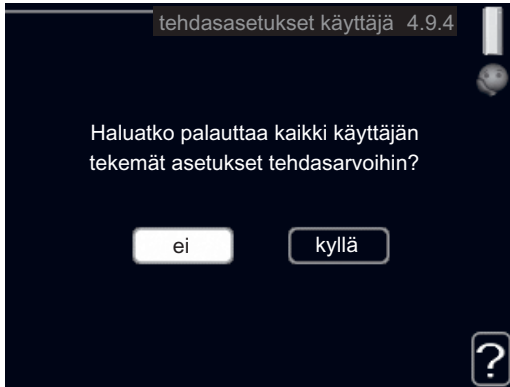 tehdasasetukset käyttäjä 4.9.4
Haluatko palauttaa kaikki käyttäjän
tekemät asetukset tehdasarvoihin?
ei
kyllä
?